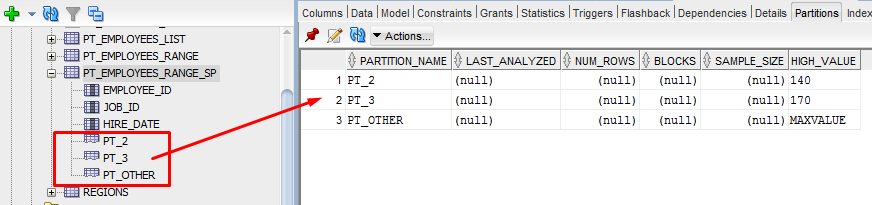 PT_EMPLOYEES_LIST
PT_EMPLOYEES_RANGE
PT_EMPLOYEES_RANGE_SP
EMPLOYEE_ID
JOB_ID
HIRE_DATE
PT_2
PT_3
PT_OTHER
REGIONS
Columns Data Model Constraints Grants Statistics Triggers Flashback Dependencies Details Partitions Index
Actions...
PARTITION_NAME LAST_ANALYZED NUM_ROWS BLOCKS SAMPLE_SIZE HIGH_VALUE
1 PT_2 (null) (null) (null) (null) 140
2 PT_3 (null) (null) (null) (null) 170
3 PT_OTHER (null) (null) (null) (null) MAXVALUE